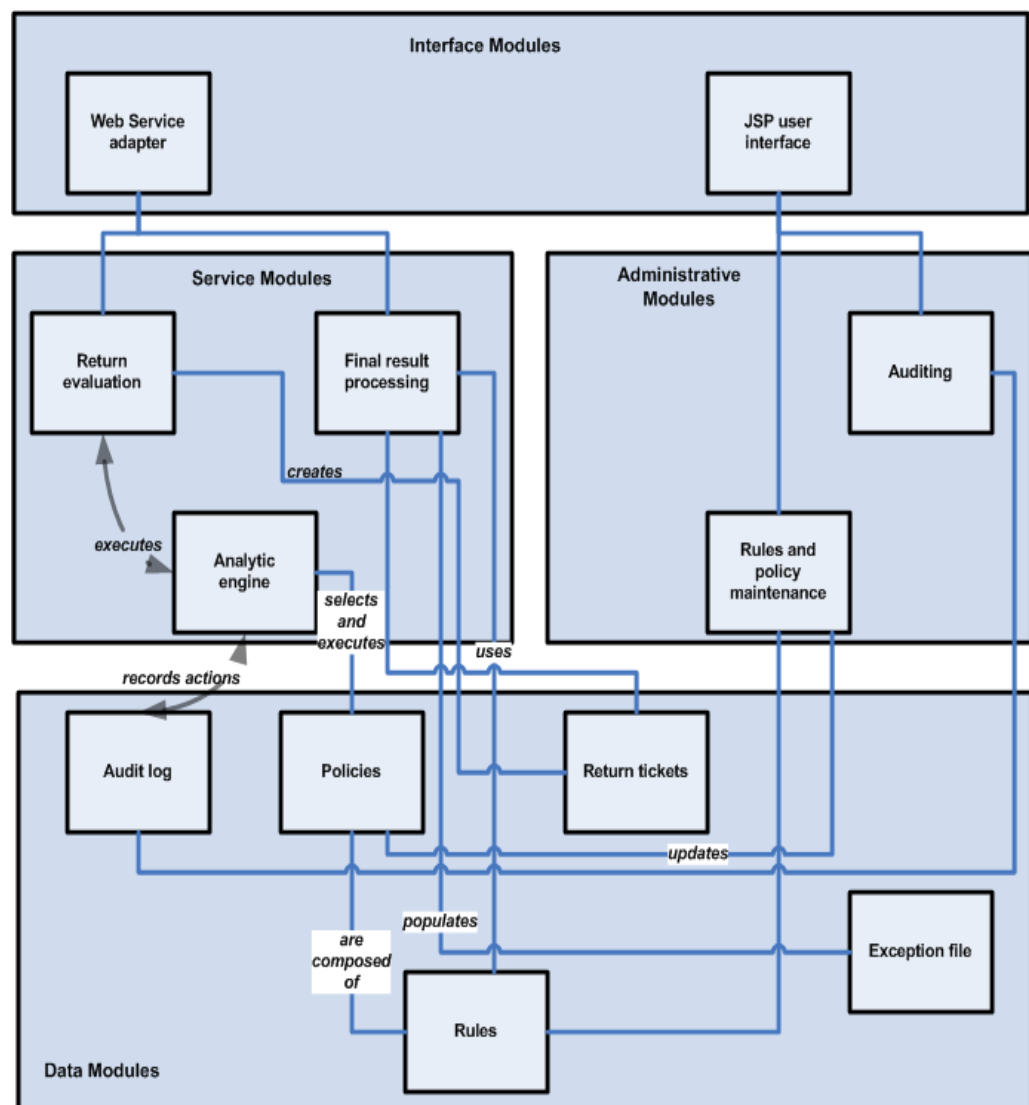 Interface Modules
Web Service
adapter
JSP user
interface
Service Modules
Administrative
Modules
Return
evaluation
Final result
processing
Auditing
creates
executes
Analytic
engine
selects
and
executes
Rules and
policy
maintenance
uses
records actions
Audit log
Policies
Return tickets
updates
populates
are
composed
of
Exception file
Rules
Data Modules